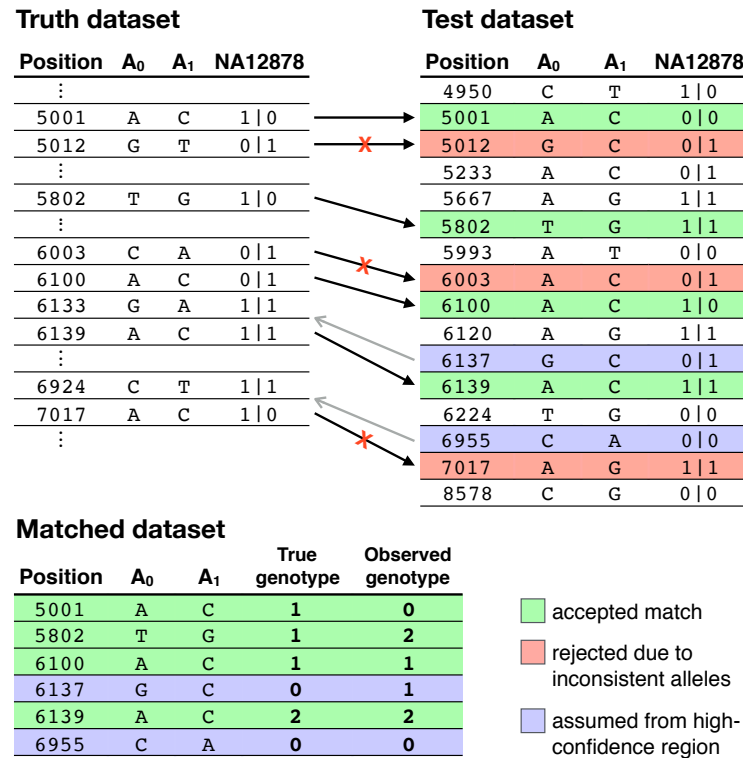 Truth dataset
Position A0 A1 NA12878
⋮
5001 A C 1|0
5012 G T 0|1
⋮
5802 T G 1|0
⋮
6003 C A 0|1
6100 A C 0|1
6133 G A 1|1
6139 A C 1|1
⋮
6924 C T 1|1
7017 A C 1|0
⋮
Test dataset
Position A0 A1 NA12878
4950 C T 1|0
5001 A C 0|0
5012 G C 0|1
5233 A C 0|1
5667 A G 1|1
5802 T G 1|1
5993 A T 0|0
6003 A C 0|1
6100 A C 1|0
6120 A G 1|1
6137 G C 0|1
6139 A C 1|1
6224 T G 0|0
6955 C A 0|0
7017 A G 1|1
8578 C G 0|0
Matched dataset
True Observed
Position A0 A1 genotype genotype
5001 A C 1 0
5802 T G 1 2
6100 A C 1 1
6137 G C 0 1
6139 A C 2 2
6955 C A 0 0
accepted match
rejected due to
inconsistent alleles
assumed from high-
confidence region